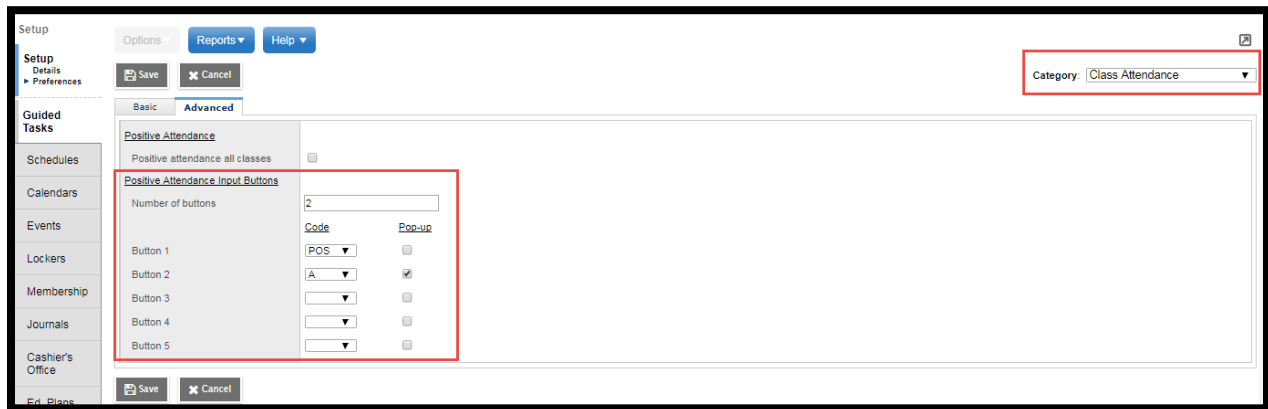 Setup
Setup
Details
Preferences
Guided
Tasks
Schedules
Calendars
Events
Lockers
Membership
Journals
Cashier's
Office
Ed. Plans
Options Reports Help
Save Cancel
Category: Class Attendance
Basic Advanced
Positive Attendance
Positive attendance all classes
Positive Attendance Input Buttons
Number of buttons 2
Code Pop-up
Button 1 POS
Button 2 A
Button 3
Button 4
Button 5
Save Cancel